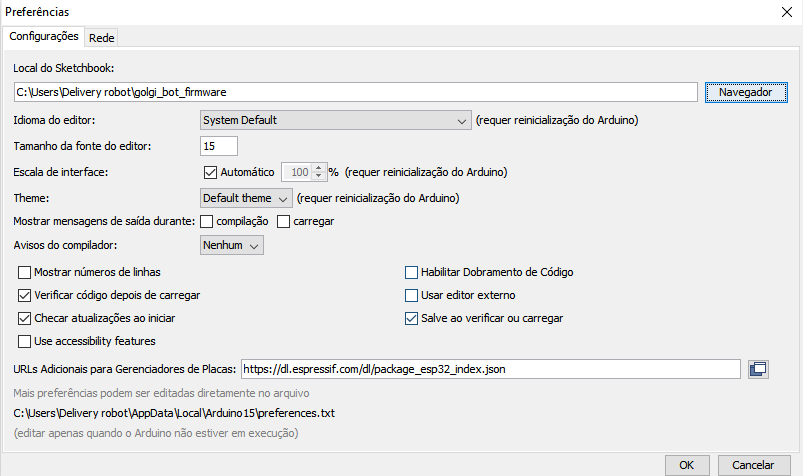 Preferências
Configurações Rede
Local do Sketchbook:
C:\Users\Delivery robot\golgi_bot_firmware Navegador
Idioma do editor: System Default (requer reinicialização do Arduino)
Tamanho da fonte do editor: 15
Escala de interface: Automático 100 % (requer reinicialização do Arduino)
Theme: Default theme (requer reinicialização do Arduino)
Mostrar mensagens de saída durante: compilação carregar
Avisos do compilador: Nenhum
Mostrar números de linhas Habilitar Dobramento de Código
Verificar código depois de carregar Usar editor externo
Checar atualizações ao iniciar Salve ao verificar ou carregar
Use accessibility features
URLs Adicionais para Gerenciadores de Placas: https://dl.espressif.com/dl/package_esp32_index.json
Mais preferências podem ser editadas diretamente no arquivo
C:\Users\Delivery robot\AppData\Local\Arduino15\preferences.txt
(editar apenas quando o Arduino não estiver em execução)
OK Cancelar